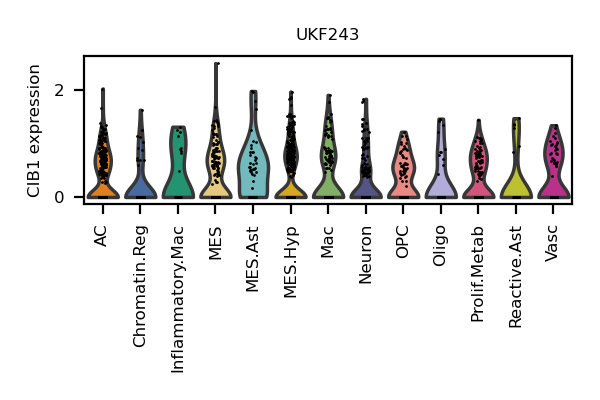 UKF243
CIB1 expression
2
0
AC
Chromatin.Reg
Inflammatory.Mac
MES
MES.Ast
MES.Hyp
Mac
Neuron
OPC
Oligo
Prolif.Metab
Reactive.Ast
Vasc